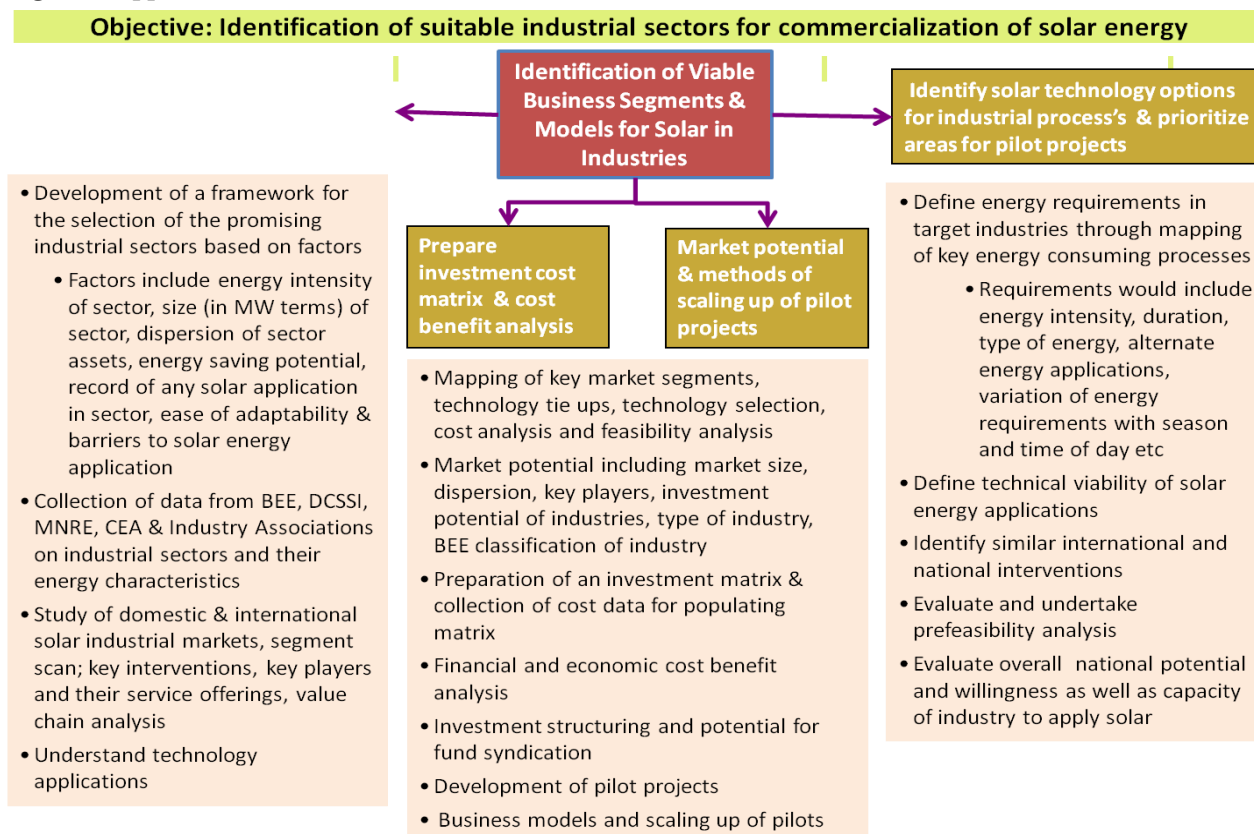 Objective: Identification of suitable industrial sectors for commercialization of solar energy
Identification of Viable
Business Segments &
Models for Solar in
Industries
Identify solar technology options
for industrial process's & prioritize
areas for pilot projects
Prepare
investment cost
matrix & cost
benefit analysis
Market potential
& methods of
scaling up of pilot
projects
• Development of a framework for
the selection of the promising
industrial sectors based on factors
• Factors include energy intensity
of sector, size (in MW terms) of
sector, dispersion of sector
assets, energy saving potential,
record of any solar application
in sector, ease of adaptability &
barriers to solar energy
application
• Collection of data from BEE, DCSSI,
MNRE, CEA & Industry Associations
on industrial sectors and their
energy characteristics
• Study of domestic & international
solar industrial markets, segment
scan; key interventions, key players
and their service offerings, value
chain analysis
• Understand technology
applications
• Mapping of key market segments,
technology tie ups, technology selection,
cost analysis and feasibility analysis
• Market potential including market size,
dispersion, key players, investment
potential of industries, type of industry,
BEE classification of industry
• Preparation of an investment matrix &
collection of cost data for populating
matrix
• Financial and economic cost benefit
analysis
• Investment structuring and potential for
fund syndication
• Development of pilot projects
• Business models and scaling up of pilots
• Define energy requirements in
target industries through mapping
of key energy consuming processes
• Requirements would include
energy intensity, duration,
type of energy, alternate
energy applications,
variation of energy
requirements with season
and time of day etc
• Define technical viability of solar
energy applications
• Identify similar international and
national interventions
• Evaluate and undertake
prefeasibility analysis
• Evaluate overall national potential
and willingness as well as capacity
of industry to apply solar